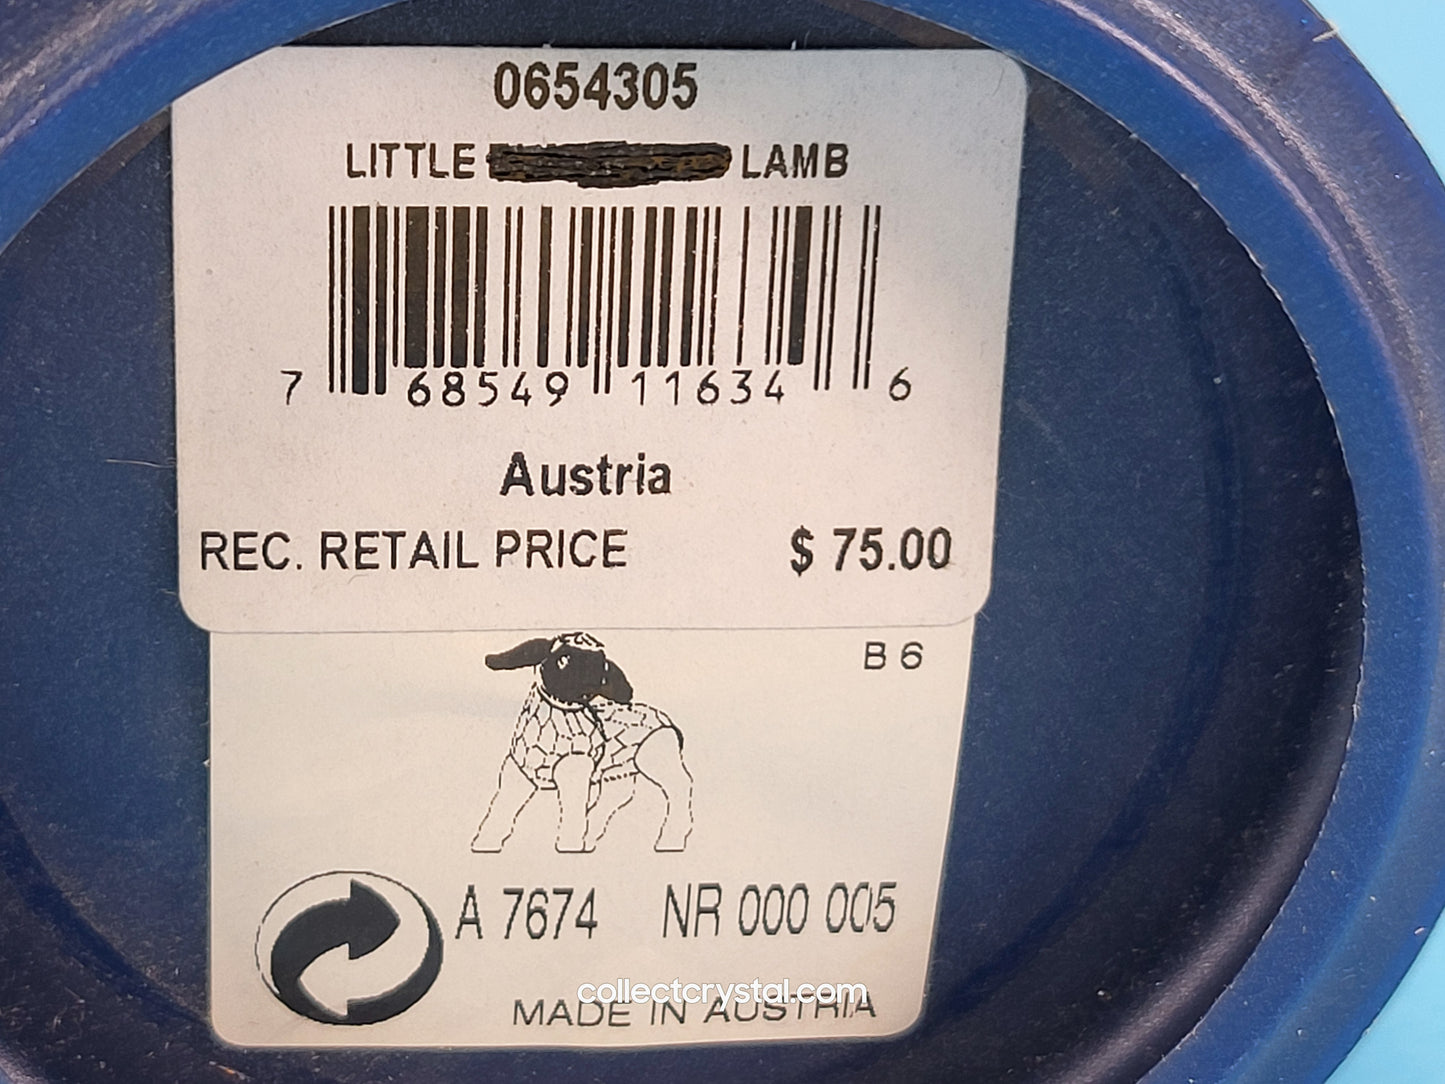 0654305
LITTLE LAMB
7 68549 11634 6
Austria
REC. RETAIL PRICE $ 75.00
B 6
A 7674 NR 000 005
collectcrystal.com
MADE IN AUSTRIA